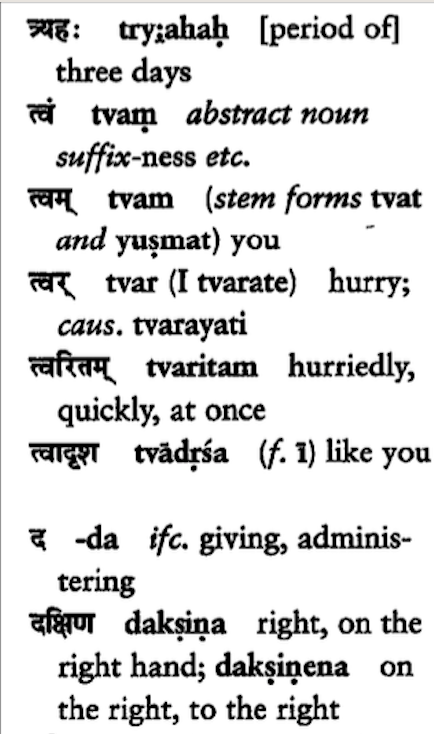 त्र्यहः try;ahaḥ [period of]
three days
त्वं tvaṃ abstract noun
suffix-ness etc.
त्वम् tvam (stem forms tvat
and yuṣmat) you
त्वर् tvar (I tvarate) hurry;
caus. tvarayati
त्वरितम् tvaritam hurriedly,
quickly, at once
त्वादृश tvādṛśa (f. ī) like you
द -da ifc. giving, adminis-
tering
दक्षिण dakṣiṇa right, on the
right hand; dakṣiṇena on
the right, to the right